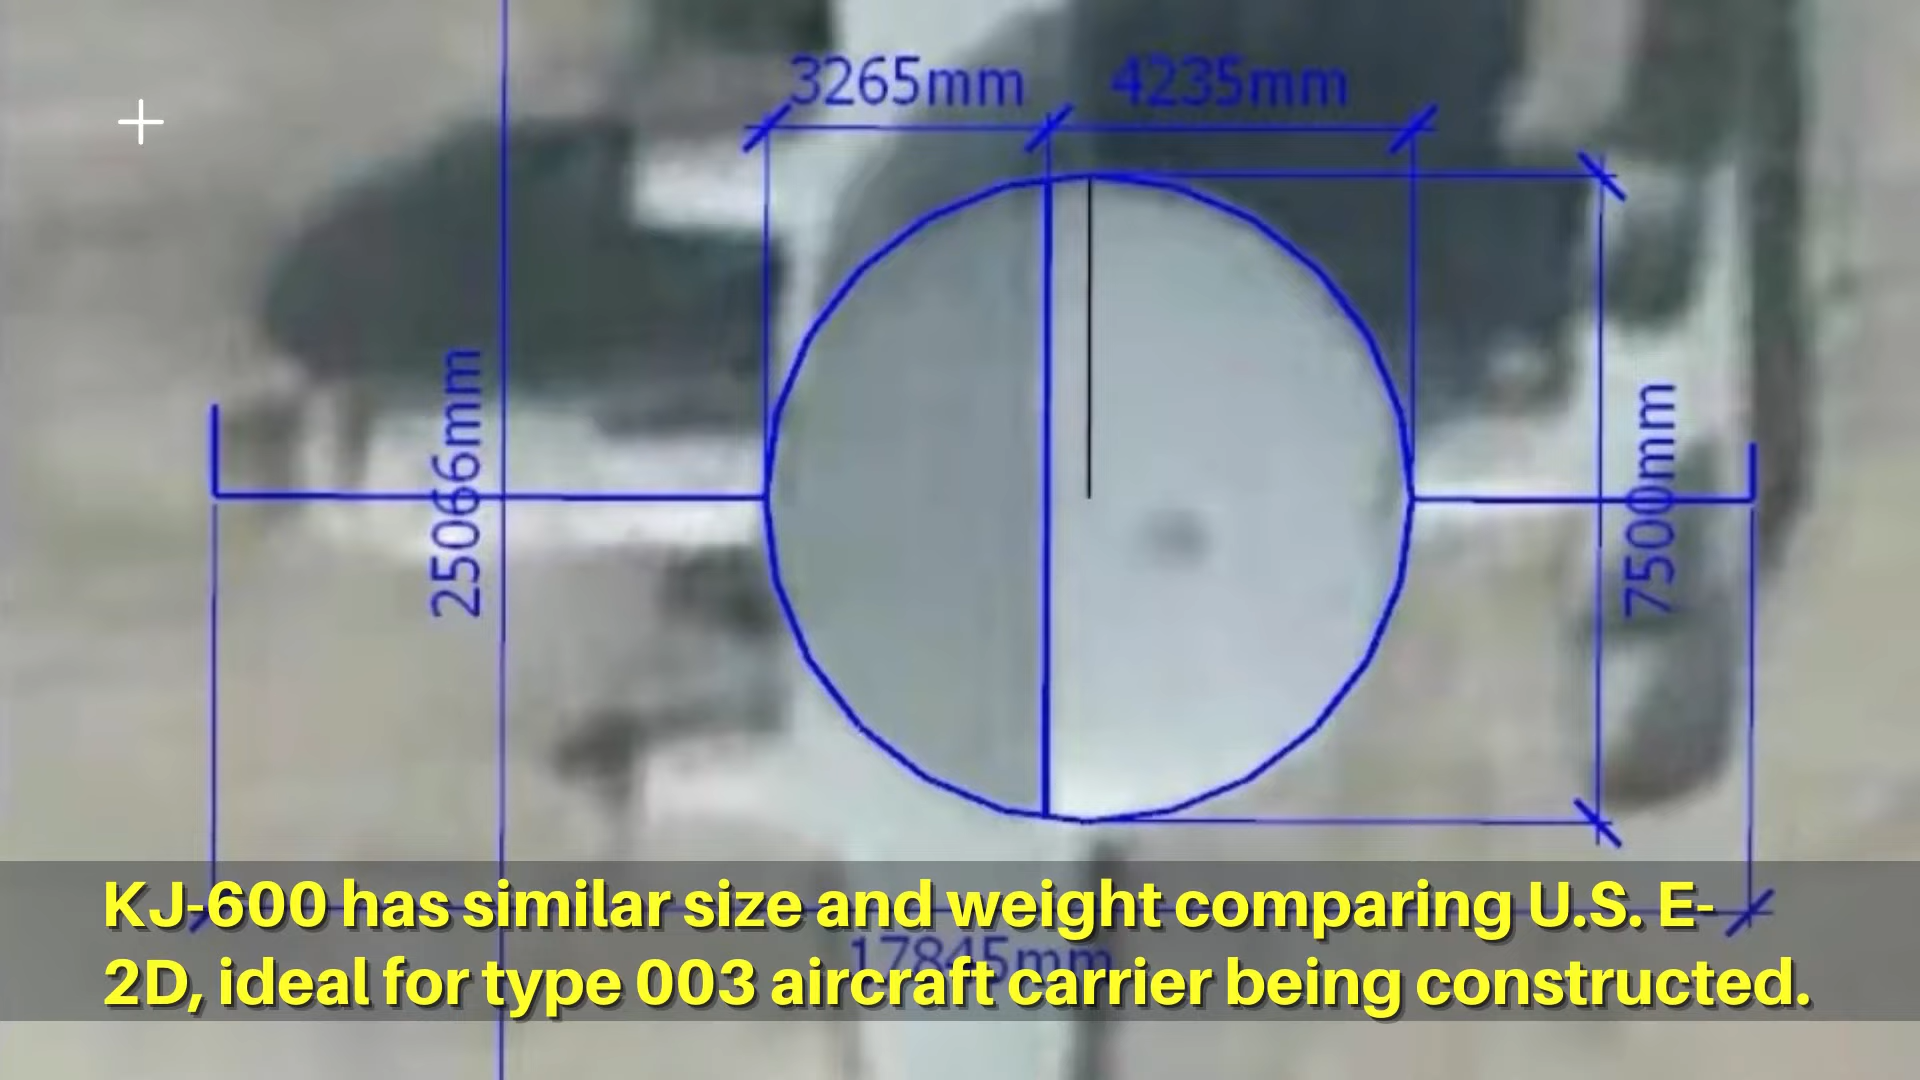 3265mm 4235mm
25066mm
7500mm
17845mm
KJ-600 has similar size and weight comparing U.S. E-
2D, ideal for type 003 aircraft carrier being constructed.